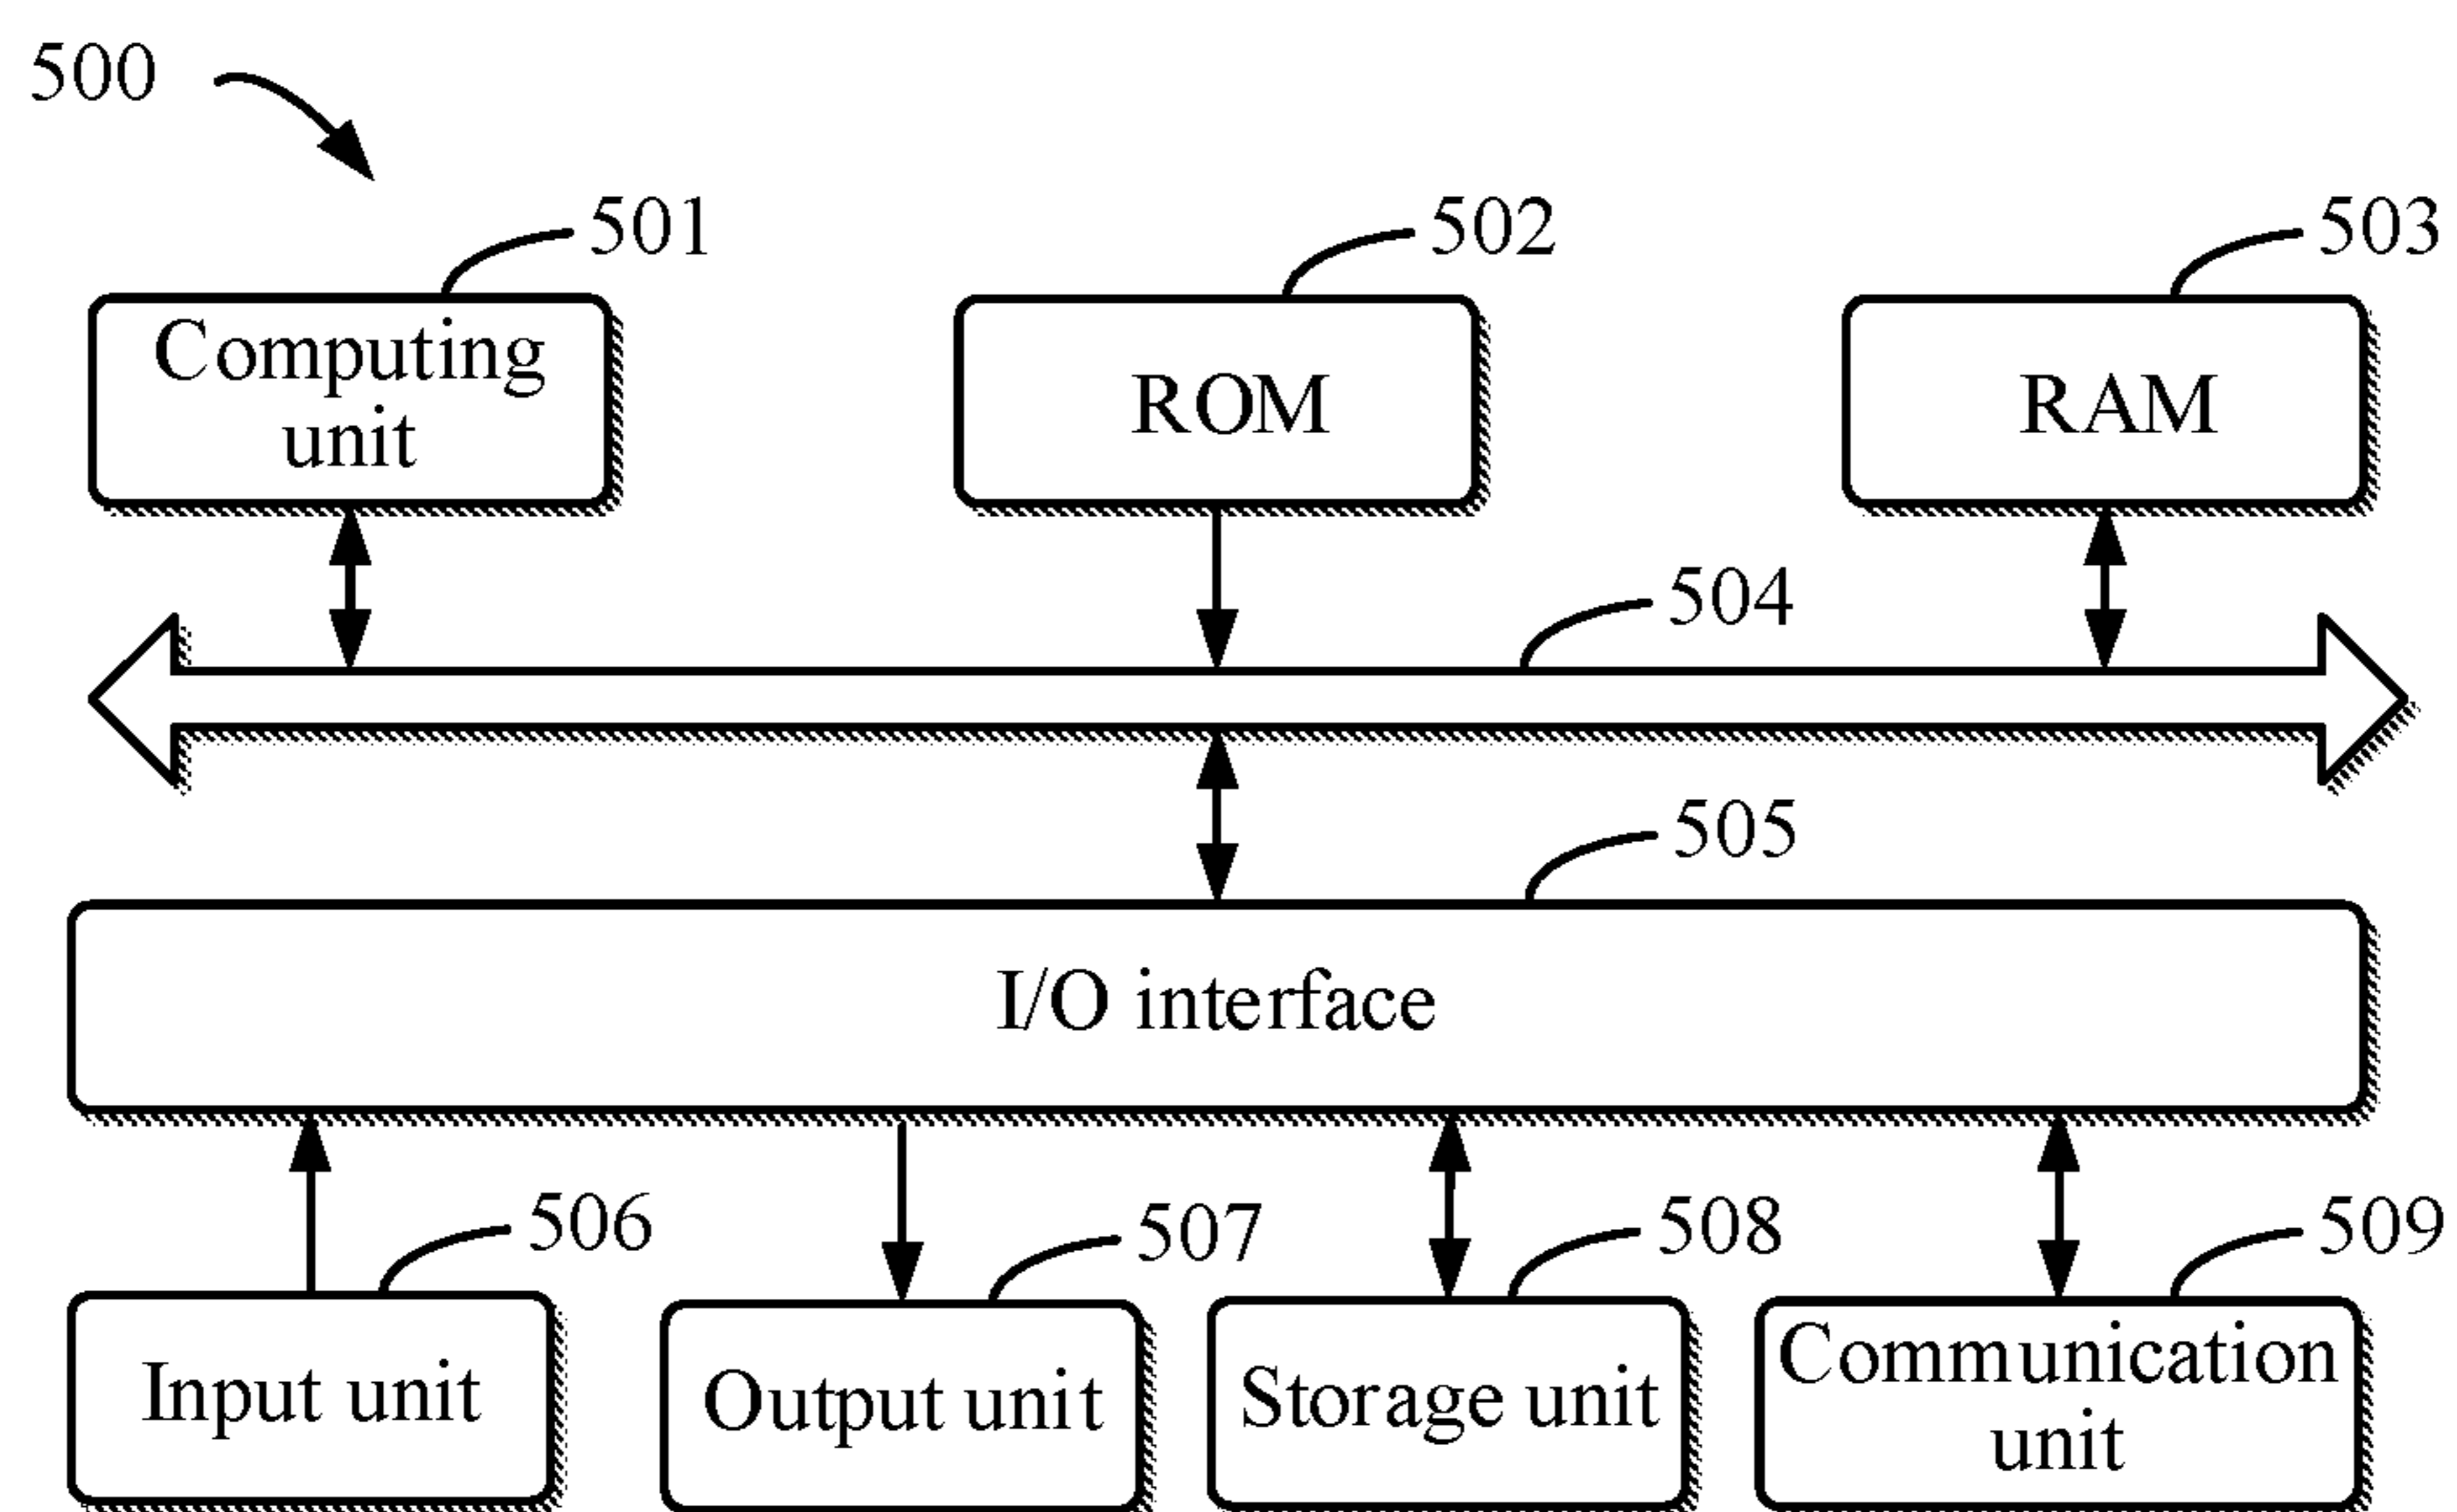 500
501
502
503
Computing
unit
ROM
RAM
504
505
I/O interface
506
507
508
509
Input unit
Output unit
Storage unit
Communication
unit